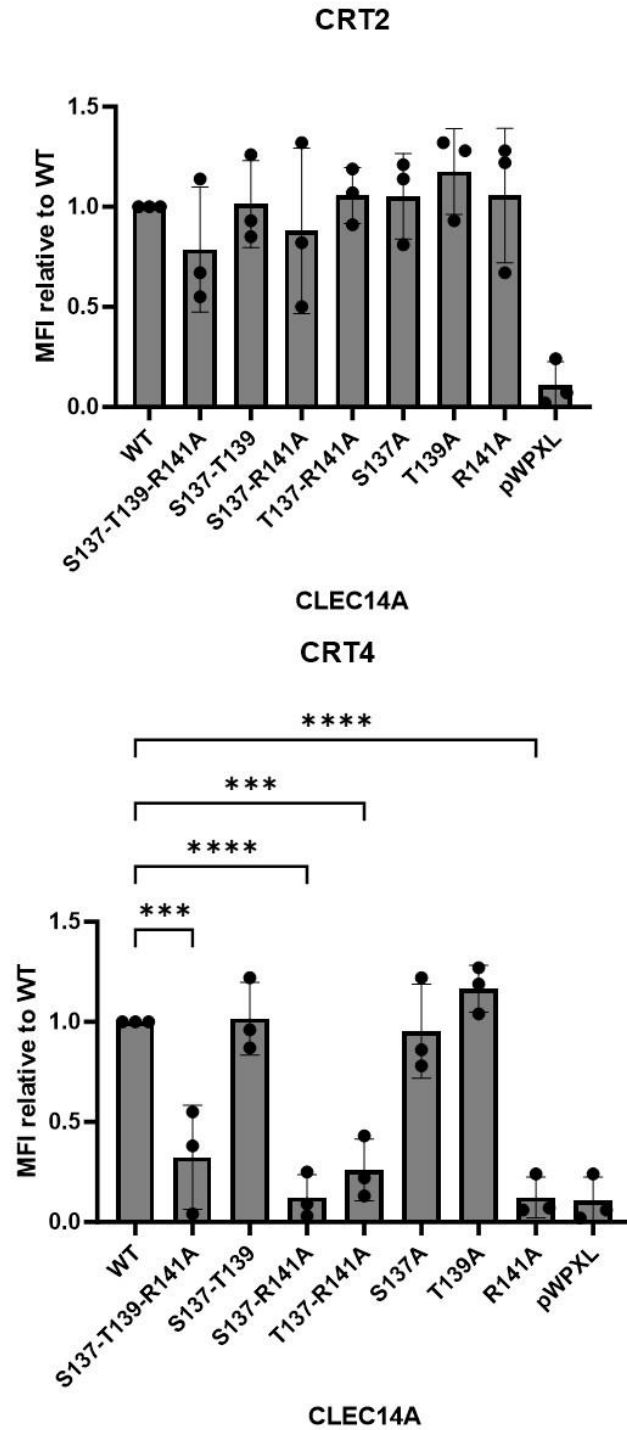 CRT2
MFI relative to WT
1.5
1.0
0.5
0.0
WT
S137-T139-R141A
S137-T139
S137-R141A
T137-R141A
S137A
T139A
R141A
pWPXL
CLEC14A
CRT4
****
***
****
***
MFI relative to WT
1.5
1.0
0.5
0.0
WT
S137-T139-R141A
S137-T139
S137-R141A
T137-R141A
S137A
T139A
R141A
pWPXL
CLEC14A